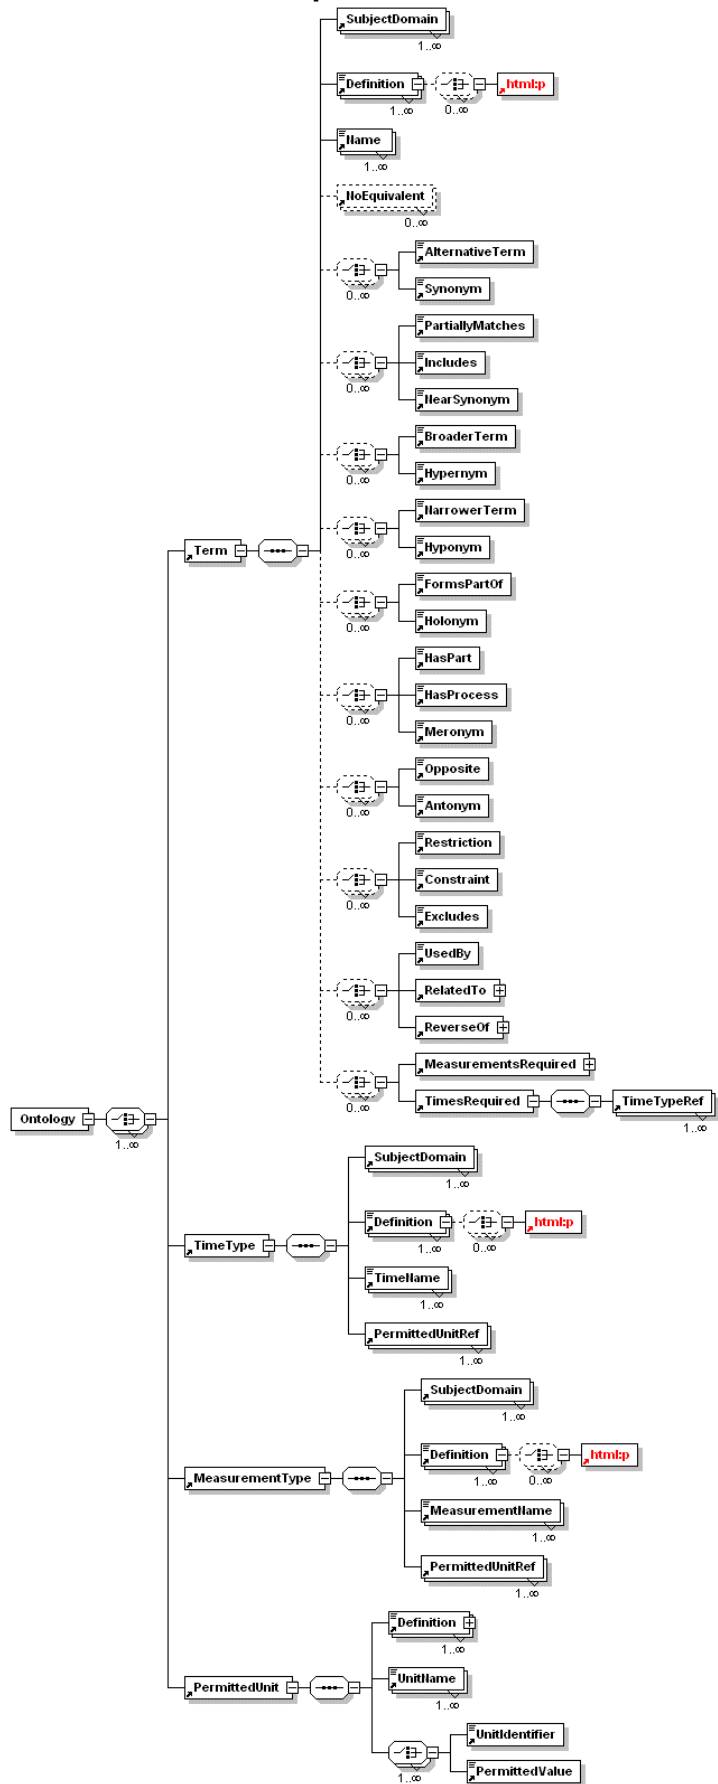 SubjectDomain
1..∞
Definition
html:p
1..∞
0..∞
Name
1..∞
NoEquivalent
0..∞
AlternativeTerm
0..∞
Synonym
PartiallyMatches
Includes
0..∞
NearSynonym
BroaderTerm
0..∞
Hypernym
NarrowerTerm
0..∞
Hyponym
Term
FormsPartOf
0..∞
Holonym
HasPart
HasProcess
0..∞
Meronym
Opposite
0..∞
Antonym
Restriction
Constraint
0..∞
Excludes
UsedBy
RelatedTo
0..∞
ReverseOf
MeasurementsRequired
0..∞
TimesRequired
TimeTypeRef
1..∞
Ontology
1..∞
SubjectDomain
1..∞
Definition
html:p
1..∞
0..∞
TimeType
TimeName
1..∞
PermittedUnitRef
1..∞
SubjectDomain
1..∞
Definition
html:p
1..∞
0..∞
MeasurementType
MeasurementName
1..∞
PermittedUnitRef
1..∞
Definition
1..∞
PermittedUnit
UnitName
1..∞
UnitIdentifier
1..∞
PermittedValue